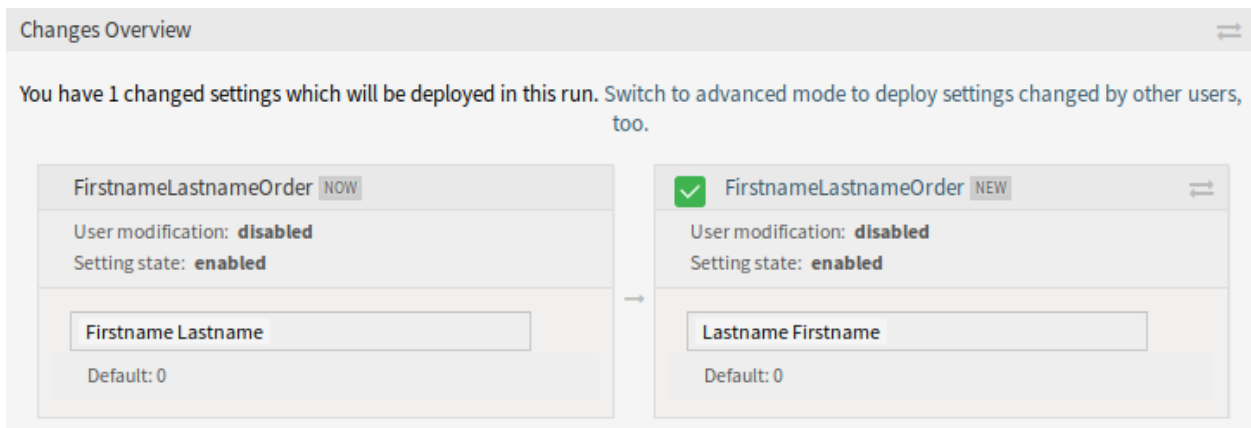 Changes Overview
You have 1 changed settings which will be deployed in this run. Switch to advanced mode to deploy settings changed by other users,
too.
FirstnameLastnameOrder NOW
User modification: disabled
Setting state: enabled
Firstname Lastname
Default: 0
FirstnameLastnameOrder NEW
User modification: disabled
Setting state: enabled
Lastname Firstname
Default: 0